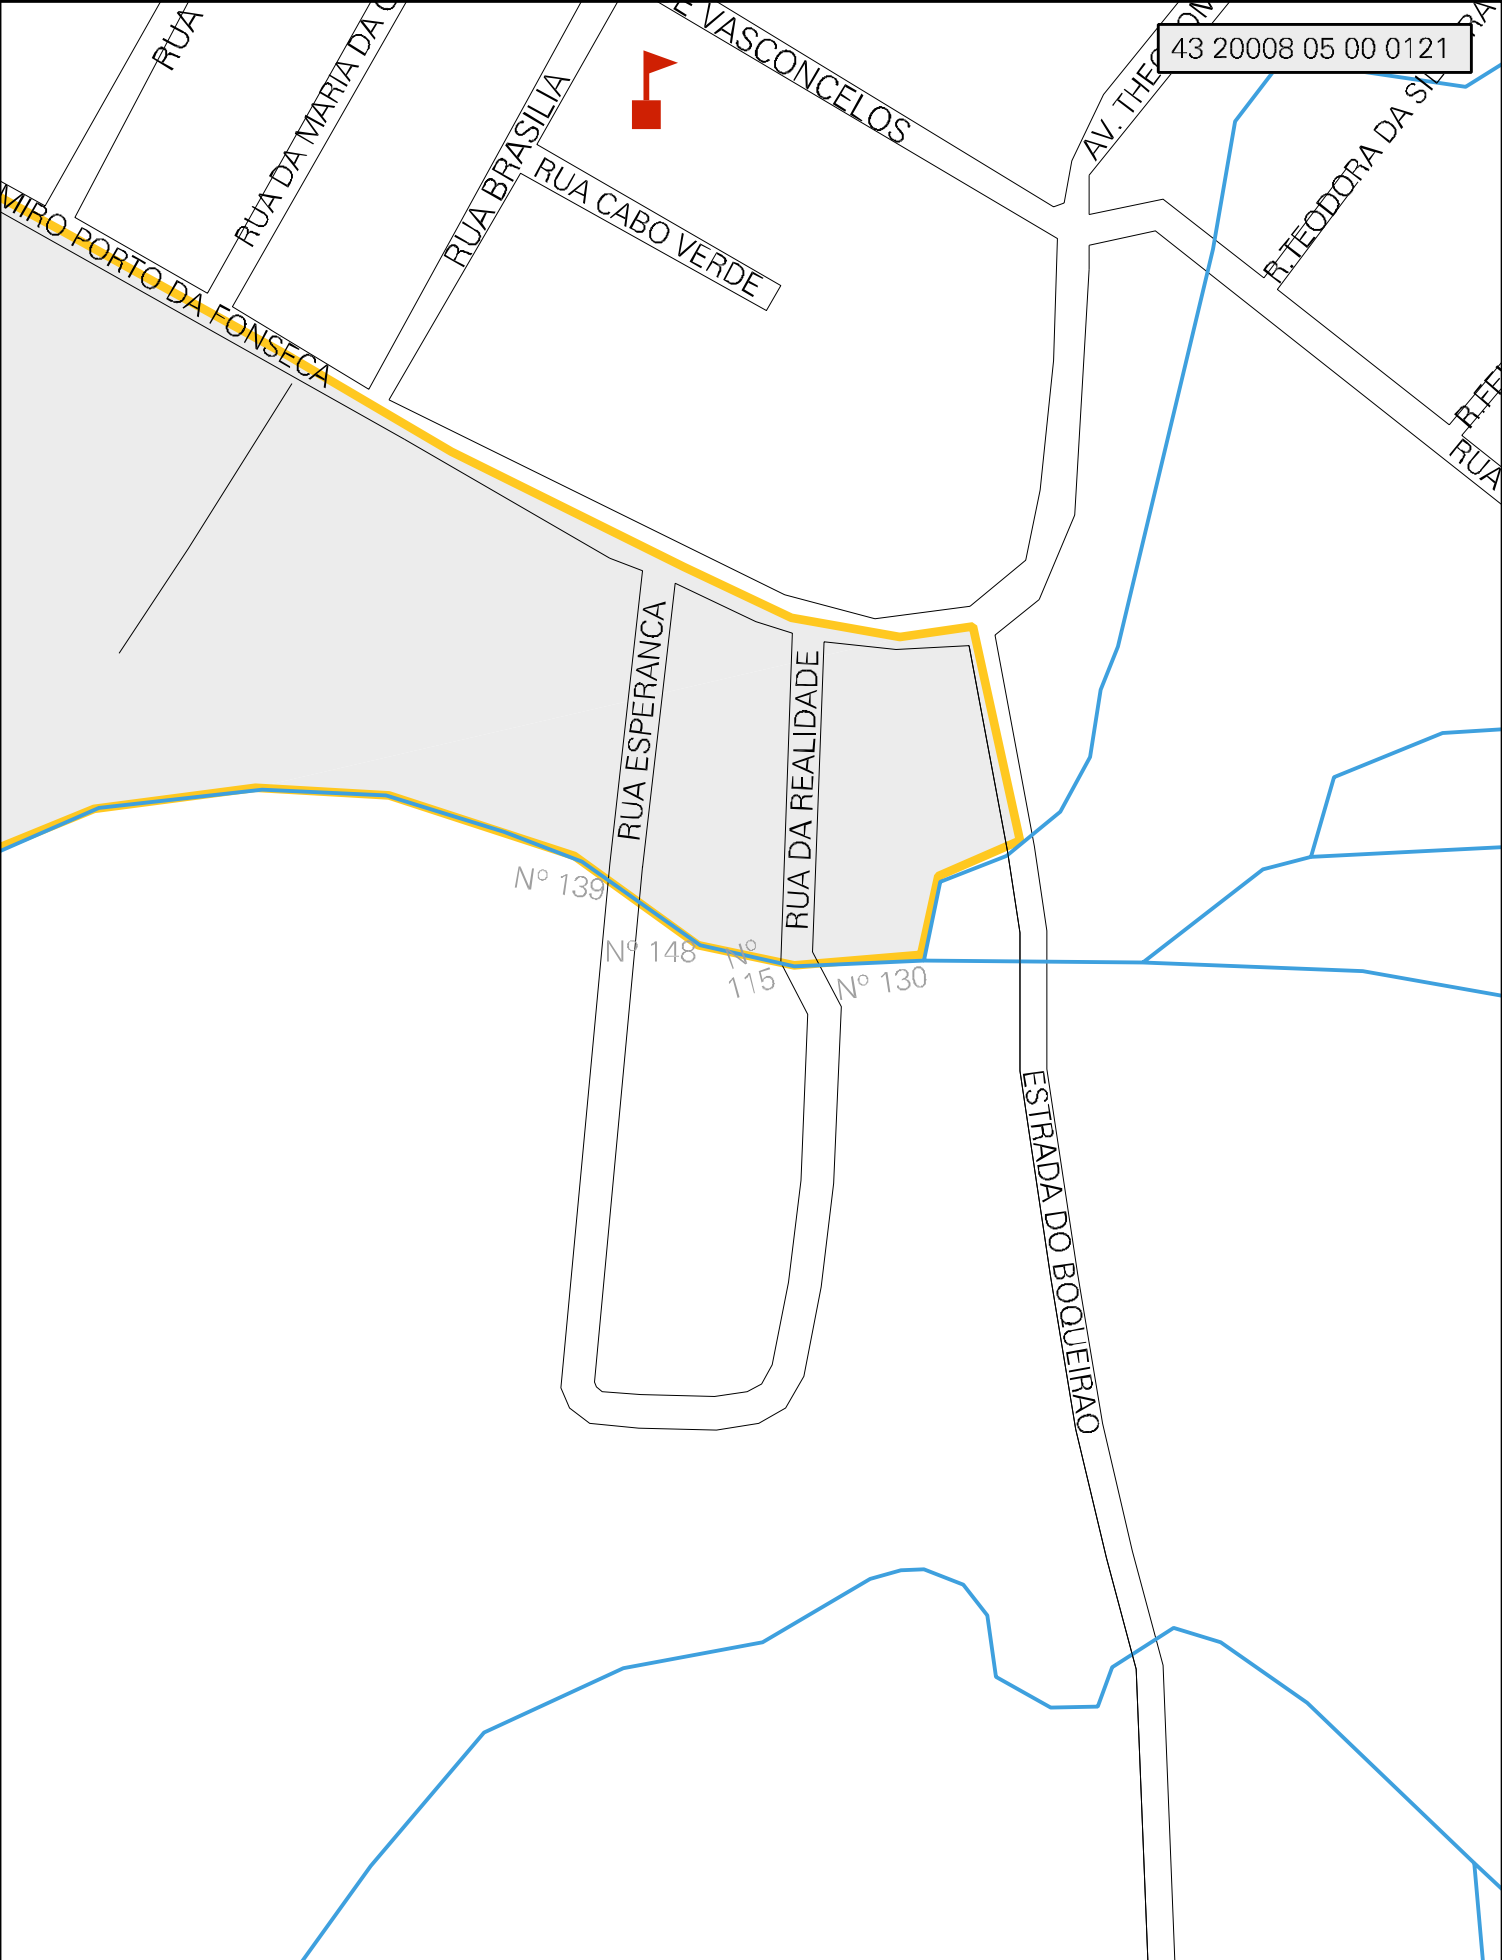 RUA
RUA DA MARIA DA
E VASCONCELOS
43 20008 05 00 0121
AV.
RUA BRASILIA
RUA CABO VERDE
R.TEODORA DA
MIRO PORTO DA FONSECA
RUA
RUA ESPERANCA
RUA DA REALIDADE
Nº 139
Nº 148
Nº
115
Nº 130
ESTRADA DO BOQUEIRAO